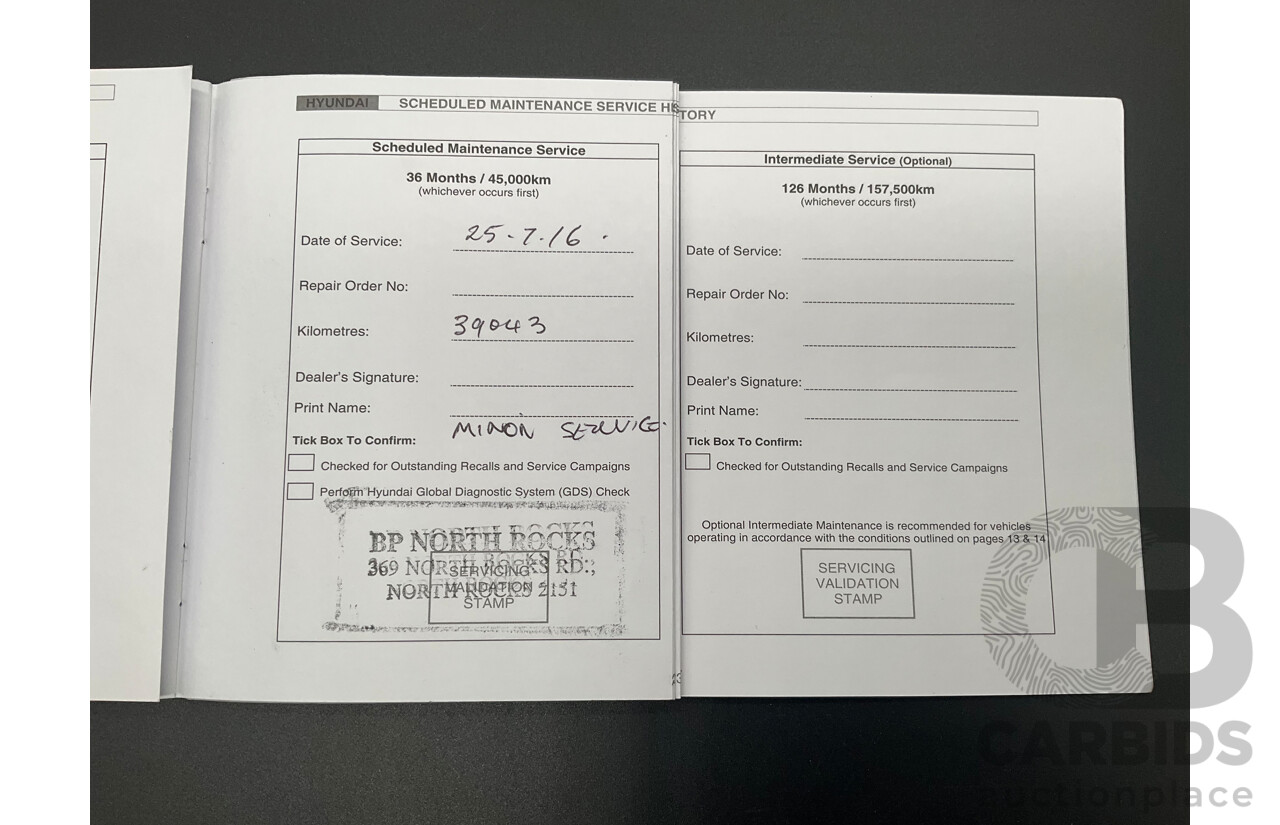 HYUNDAI SCHEDULED MAINTENANCE SERVICE HIS
Scheduled Maintenance Service
36 Months / 45,000km
(whichever occurs first)
Date of Service: 25-7-16.
Repair Order No:
Kilometres: 39043
Dealer's Signature:
Print Name:
MINOR SERVICE.
Tick Box To Confirm:
Checked for Outstanding Recalls and Service Campaigns
Perform Hyundai Global Diagnostic System (GDS) Check
BP NORTH ROCKS
369 NORTH ROCKS RD.,
NORTH ROCKS 2151
SERVICING
VALIDATION
STAMP
TORY
Intermediate Service (Optional)
126 Months / 157,500km
(whichever occurs first)
Date of Service:
Repair Order No:
Kilometres:
Dealer's Signature:
Print Name:
Tick Box To Confirm:
Checked for Outstanding Recalls and Service Campaigns
Optional Intermediate Maintenance is recommended for vehicles
operating in accordance with the conditions outlined on pages 13 & 14
SERVICING
VALIDATION
STAMP
CB
CARBIDS
uctionplace